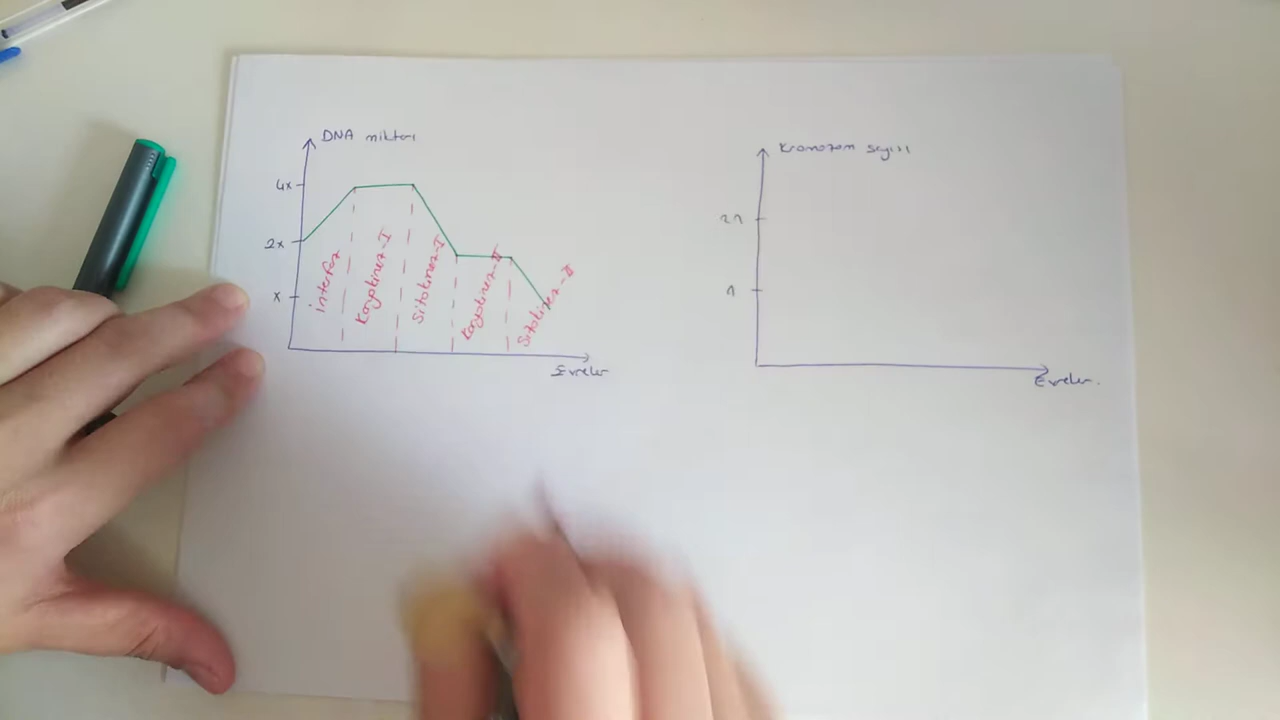 DNA miktarı
4x
2x
x
İnterfaz
Karyokinez-I
Sitokinez-I
Karyokinez-II
Sitokinez-II
Evreler
Kromozom sayısı
2n
n
Evreler.